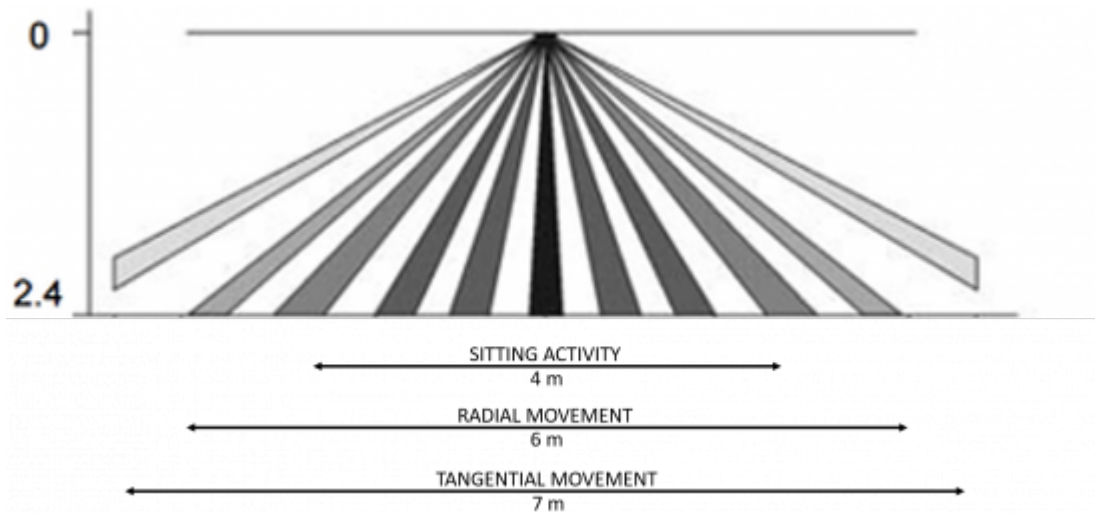 0
2.4
SITTING ACTIVITY
4 m
RADIAL MOVEMENT
6 m
TANGENTIAL MOVEMENT
7 m